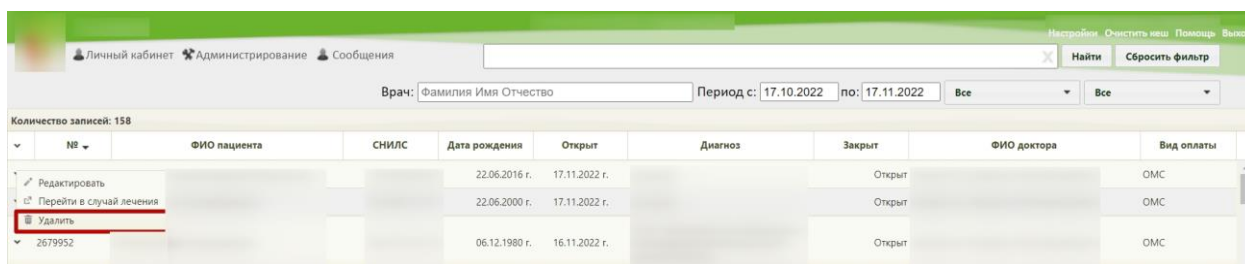 Настройки Очистить кеш Помощь
Личный кабинет Администрирование Сообщения
Найти Сбросить фильтр
Врач: Фамилия Имя Отчество Период с: 17.10.2022 по: 17.11.2022 Все Все
Количество записей: 158
№ ФИО пациента СНИЛС Дата рождения Открыт Диагноз Закрыт ФИО доктора Вид оплаты
22.06.2016 г. 17.11.2022 г. Открыт ОМС
Редактировать
Перейти в случай лечения 22.06.2000 г. 17.11.2022 г. Открыт ОМС
Удалить
2679952 06.12.1980 г. 16.11.2022 г. Открыт ОМС